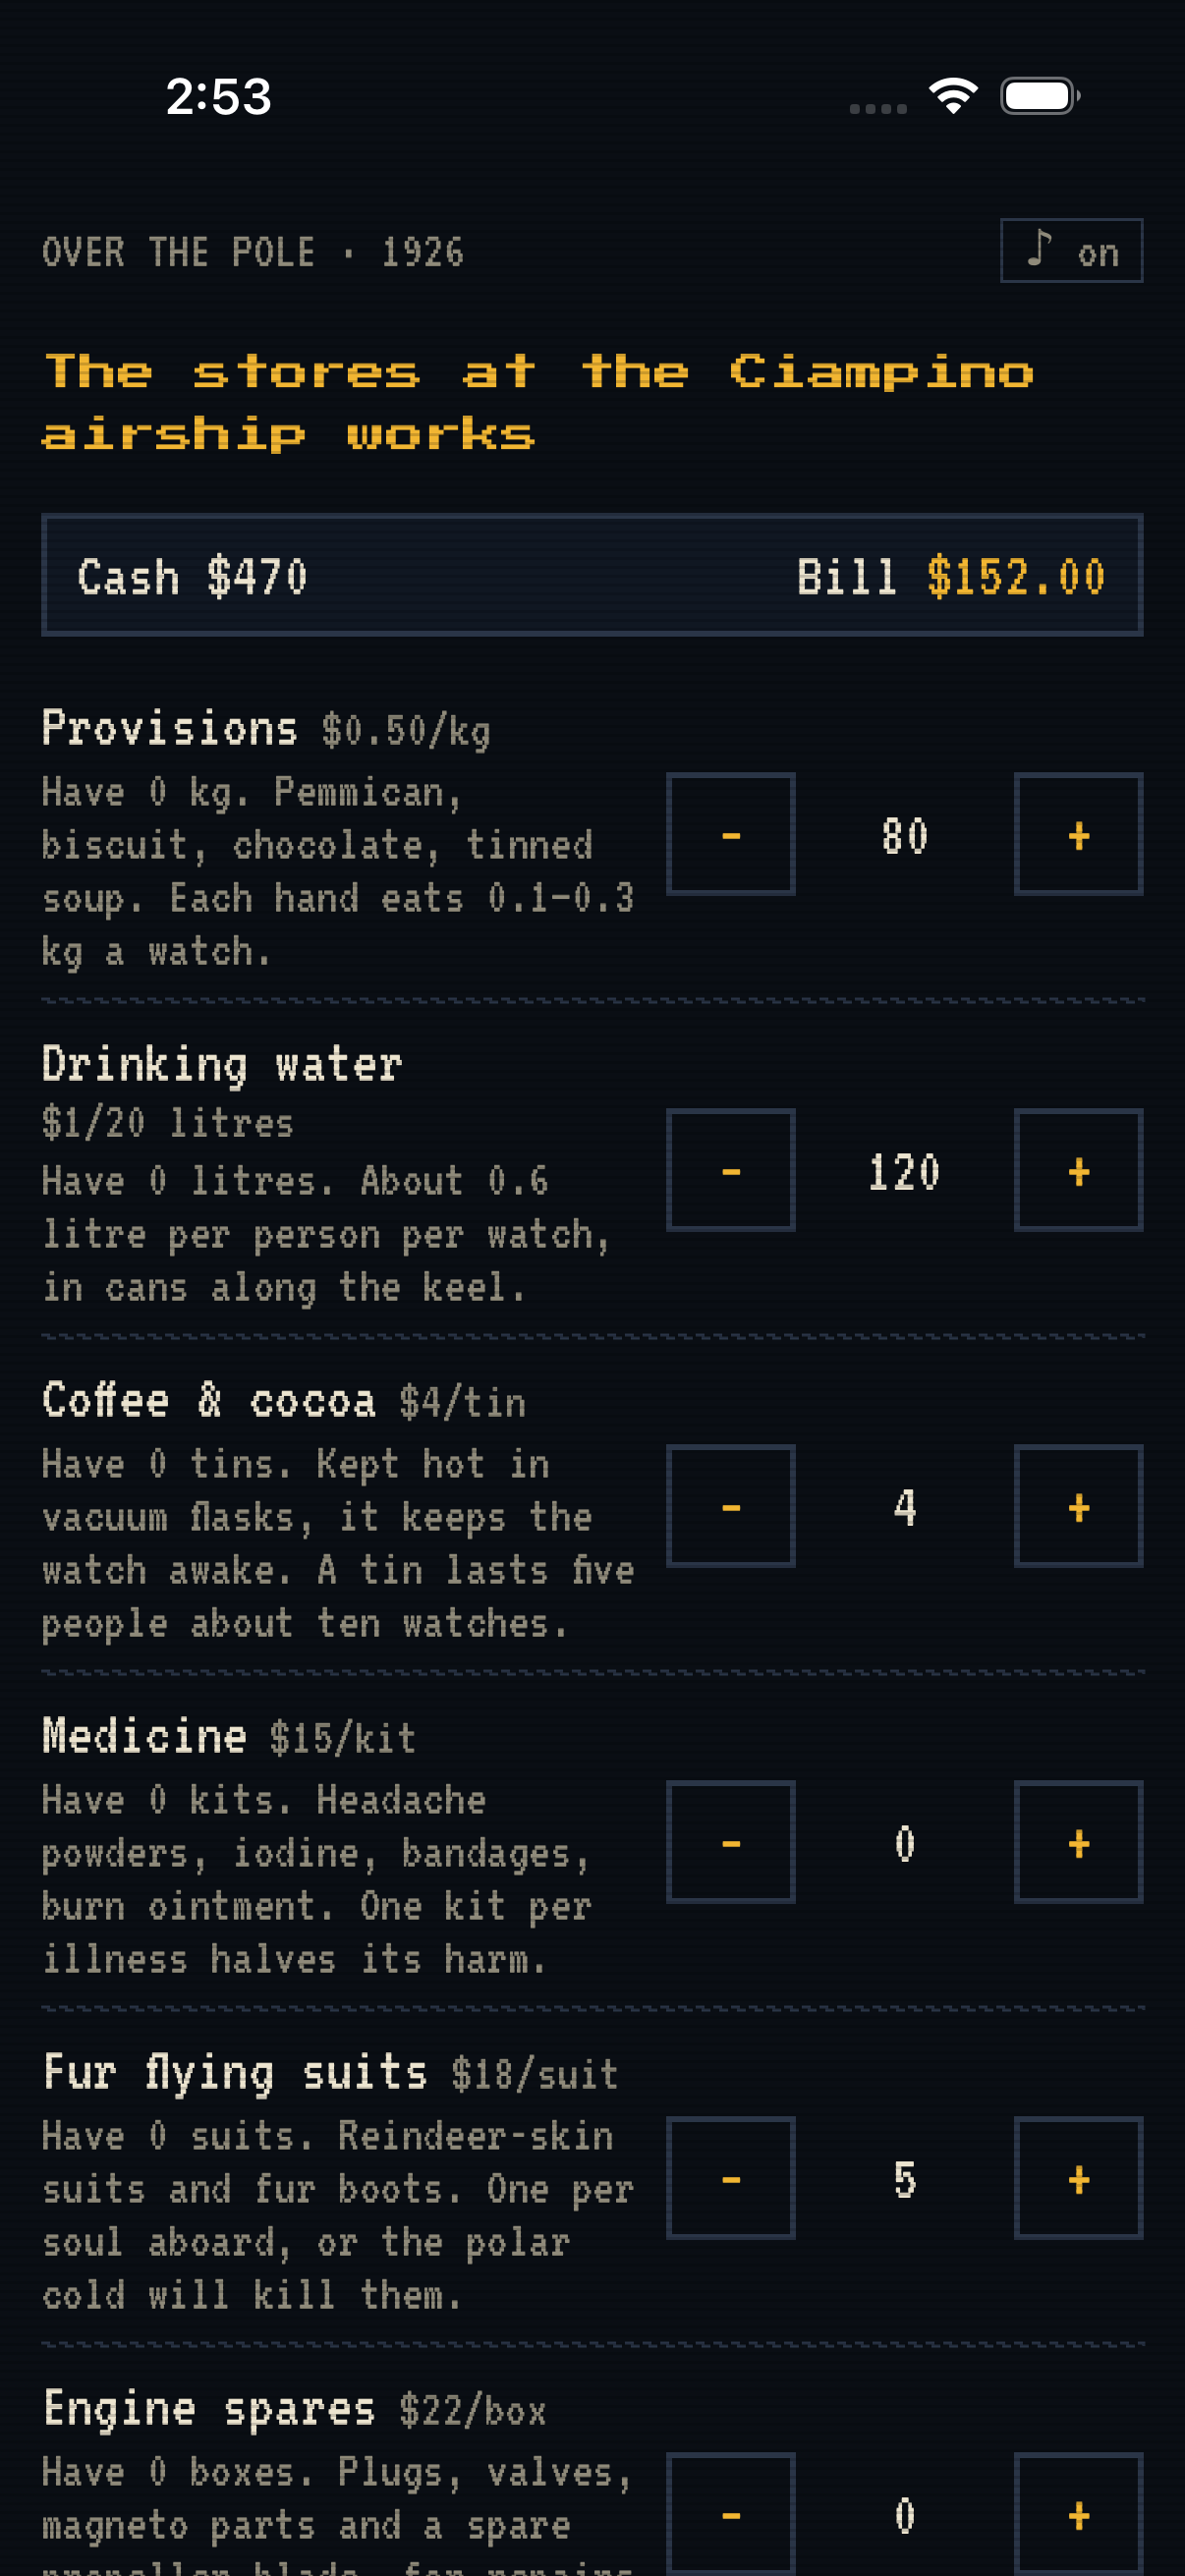 2:53
OVER THE POLE · 1926
♪ on
The stores at the Ciampino
airship works
Cash $470
Bill $152.00
Provisions $0.50/kg
Have 0 kg. Pemmican,
biscuit, chocolate, tinned
soup. Each hand eats 0.1–0.3
kg a watch.
- 80 +
Drinking water
$1/20 litres
Have 0 litres. About 0.6
litre per person per watch,
in cans along the keel.
- 120 +
Coffee & cocoa $4/tin
Have 0 tins. Kept hot in
vacuum flasks, it keeps the
watch awake. A tin lasts five
people about ten watches.
- 4 +
Medicine $15/kit
Have 0 kits. Headache
powders, iodine, bandages,
burn ointment. One kit per
illness halves its harm.
- 0 +
Fur flying suits $18/suit
Have 0 suits. Reindeer-skin
suits and fur boots. One per
soul aboard, or the polar
cold will kill them.
- 5 +
Engine spares $22/box
Have 0 boxes. Plugs, valves,
magneto parts and a spare
propeller blade, for repairs
- 0 +